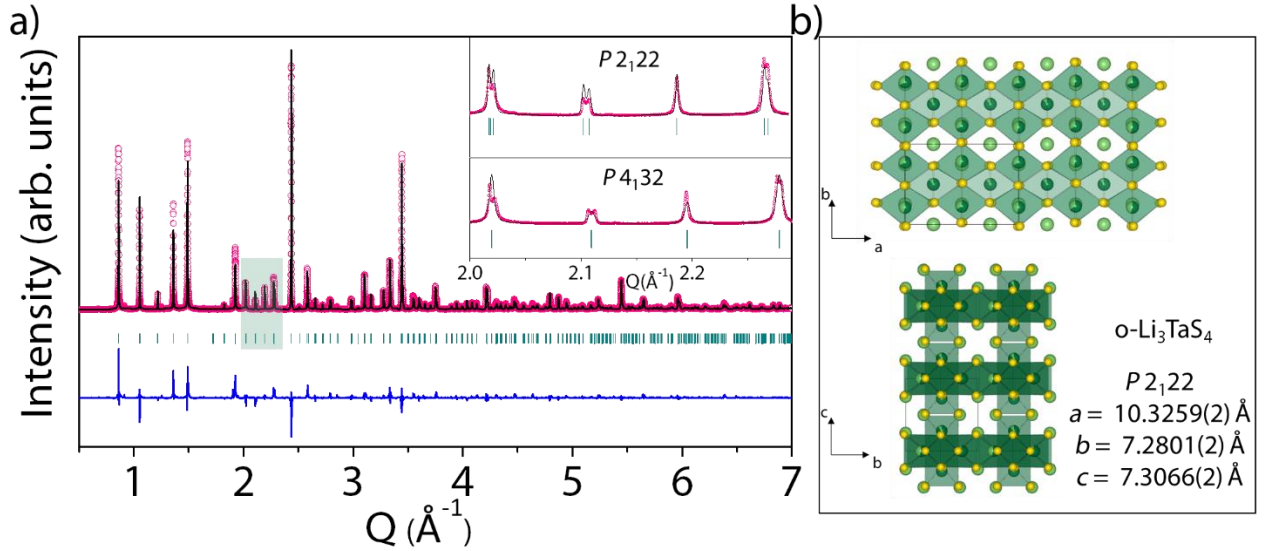 a)
Intensity (arb. units)
P 2₁22
P 4₁32
2.0 2.1 2.2
Q(Å⁻¹)
1 2 3 4 5 6 7
Q (Å⁻¹)
b)
b
a
c
b
o-Li₃TaS₄
P 2₁22
a = 10.3259(2) Å
b = 7.2801(2) Å
c = 7.3066(2) Å